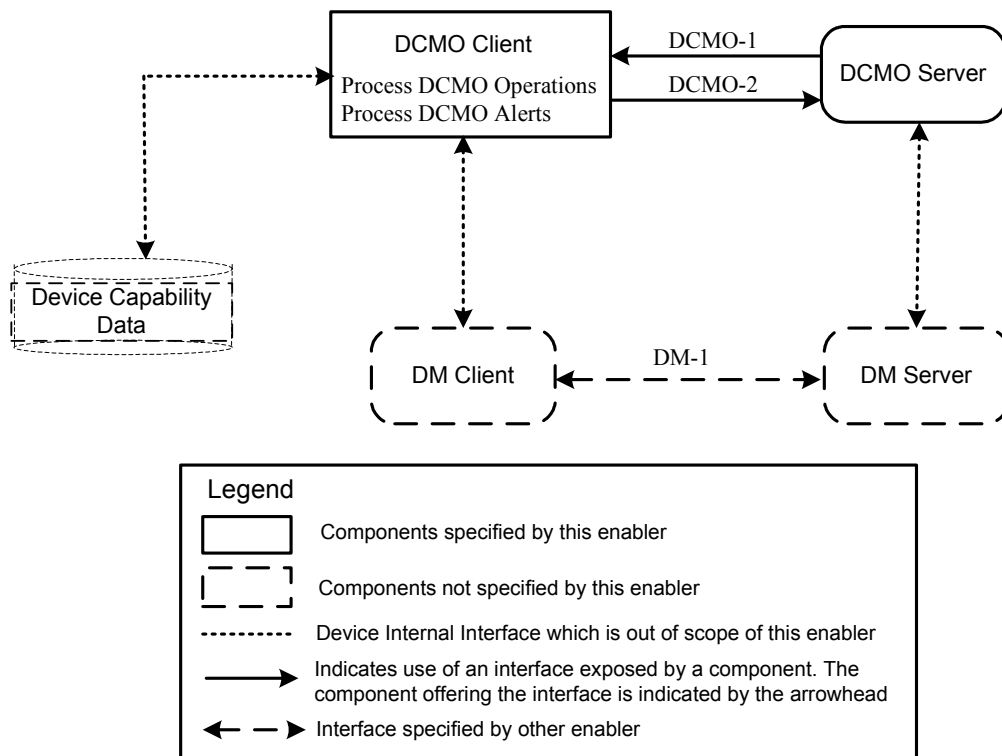 DCMO Client
Process DCMO Operations
Process DCMO Alerts
DCMO-1
DCMO-2
DCMO Server
Device Capability
Data
DM Client
DM-1
DM Server
Legend
Components specified by this enabler
Components not specified by this enabler
Device Internal Interface which is out of scope of this enabler
Indicates use of an interface exposed by a component. The
component offering the interface is indicated by the arrowhead
Interface specified by other enabler